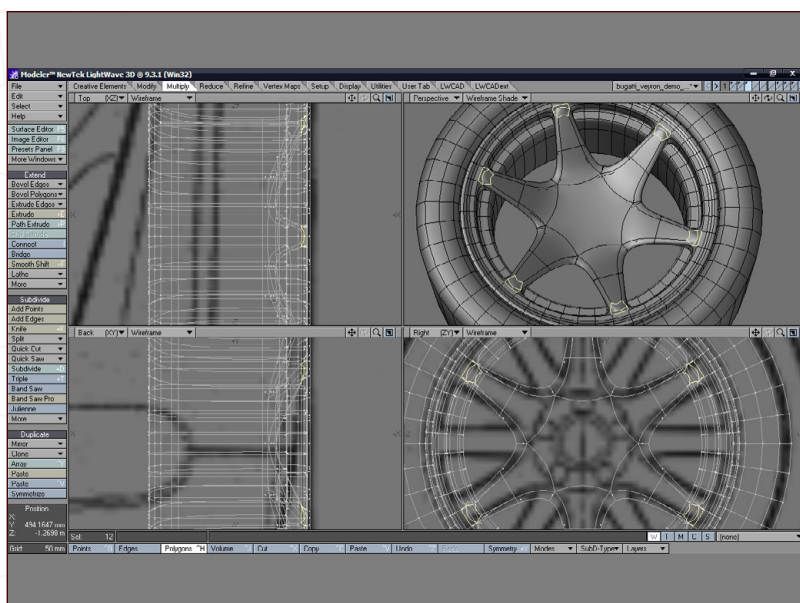 Modeler™ NewTek LightWave 3D ® 9.3.1 (Win32)
File Creative Elements Modify Multiply Reduce Refine Vertex Maps Setup Display Utilities User Tab LWCAD LWCADext bugatti_veyron_demo_...* 1
Edit Top (XZ) Wireframe Perspective Wireframe Shade
Select
Help
Surface Editor F5
Image Editor F6
Presets Panel F8
More Windows
Extend
Bevel Edges
Bevel Polygons
Extrude Edges
Extrude
Path Extrude
Connect
Bridge
Smooth Shift
Lathe
More
Subdivide
Add Points
Add Edges
Knife Back (XY) Wireframe Right (ZY) Wireframe
Split
Quick Cut
Quick Saw
Subdivide
Triple
Band Saw
Band Saw Pro
Julienne
More
Duplicate
Mirror
Clone
Array
Paste
Paste
Symmetrize
Position
X:
Y: 494.1647 mm
Z: -1.2698 m Sel: 12 W T M C S (none)
Grid: 50 mm Points Edges Polygons ^H Volume Cut Copy Paste Undo Symmetry Modes SubD-Type Layers